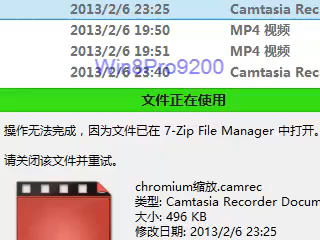 2013/2/6 23:25 Camtasia Rec
2013/2/6 19:50 MP4 视频
2013/2/6 19:51 MP4 视频
2013/2/6 23:40 Camtasia Rec
Win8Pro9200
文件正在使用
操作无法完成，因为文件已在 7-Zip File Manager 中打开。
请关闭该文件并重试。
chromium缩放.camrec
类型: Camtasia Recorder Docum
大小: 496 KB
修改日期: 2013/2/6 23:25